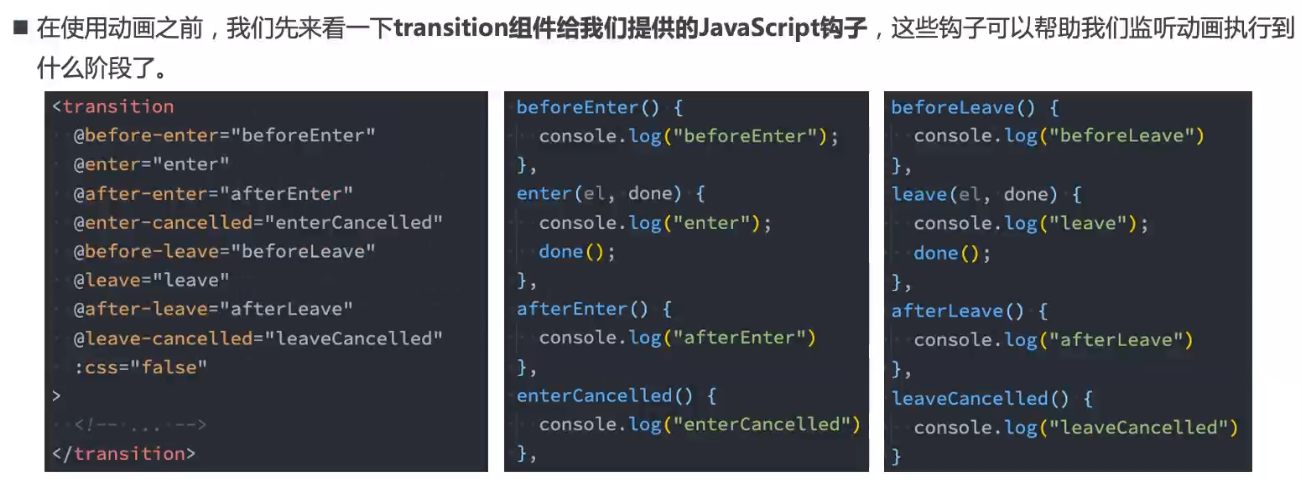 ■ 在使用动画之前，我们先来看一下transition组件给我们提供的JavaScript钩子，这些钩子可以帮助我们监听动画执行到
什么阶段了。
<transition
  @before-enter="beforeEnter"
  @enter="enter"
  @after-enter="afterEnter"
  @enter-cancelled="enterCancelled"
  @before-leave="beforeLeave"
  @leave="leave"
  @after-leave="afterLeave"
  @leave-cancelled="leaveCancelled"
  :css="false"
>
  <!-- ... -->
</transition>
beforeEnter() {
  console.log("beforeEnter");
},
enter(el, done) {
  console.log("enter");
  done();
},
afterEnter() {
  console.log("afterEnter")
},
enterCancelled() {
  console.log("enterCancelled")
},
beforeLeave() {
  console.log("beforeLeave")
},
leave(el, done) {
  console.log("leave");
  done();
},
afterLeave() {
  console.log("afterLeave")
},
leaveCancelled() {
  console.log("leaveCancelled")
}